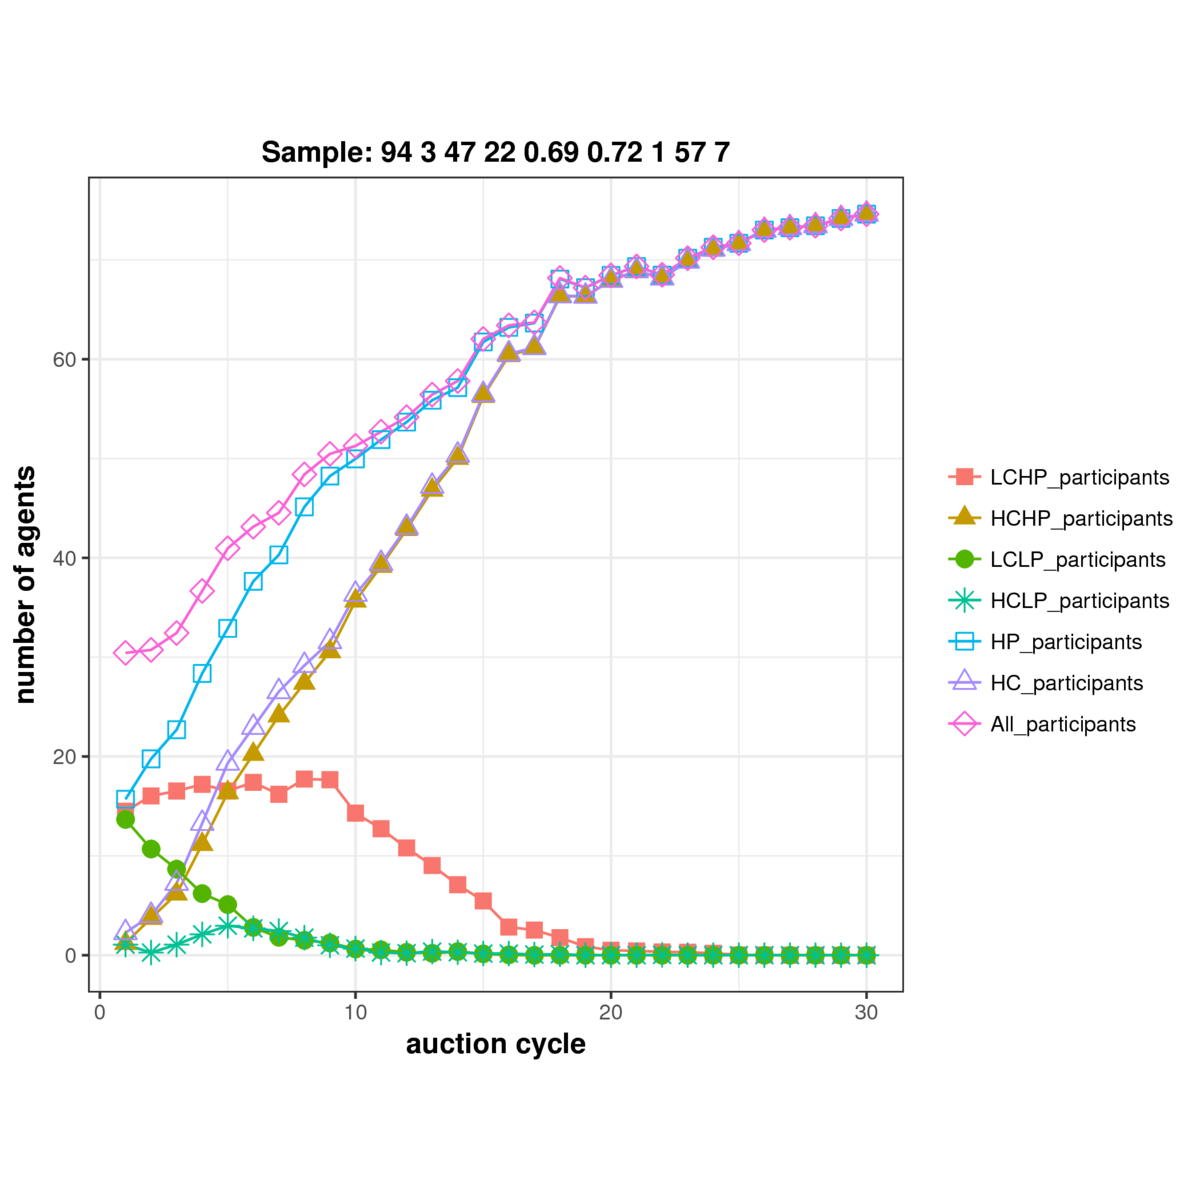 Sample: 94 3 47 22 0.69 0.72 1 57 7
number of agents
60
40
20
0
0 10 20 30
auction cycle
LCHP_participants
HCHP_participants
LCLP_participants
HCLP_participants
HP_participants
HC_participants
All_participants